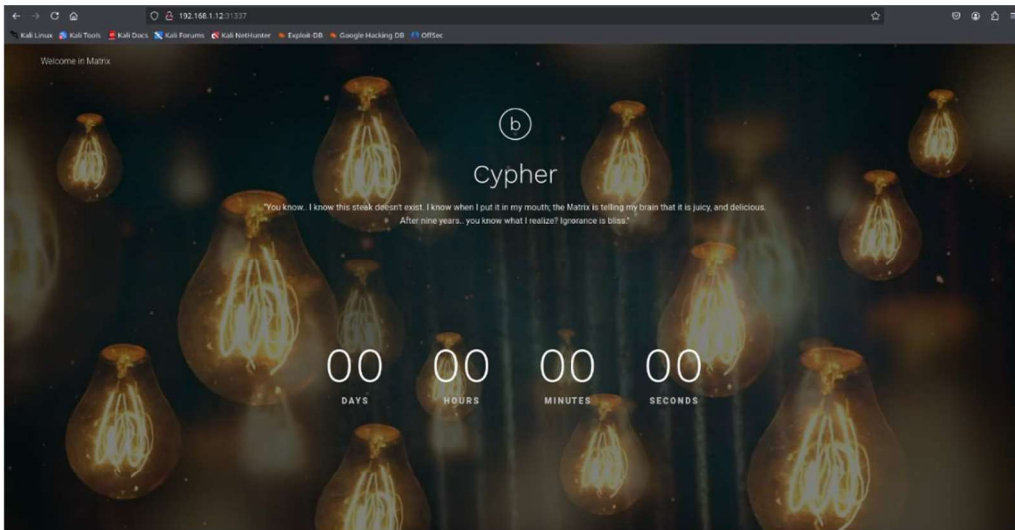 192.168.1.12:31337
Kali Linux Kali Tools Kali Docs Kali Forums Kali NetHunter Exploit-DB Google Hacking DB OffSec
Welcome in Matrix
b
Cypher
"You know.. I know this steak doesn't exist. I know when I put it in my mouth; the Matrix is telling my brain that it is juicy, and delicious.
After nine years.. you know what I realize? Ignorance is bliss."
00 00 00 00
DAYS HOURS MINUTES SECONDS